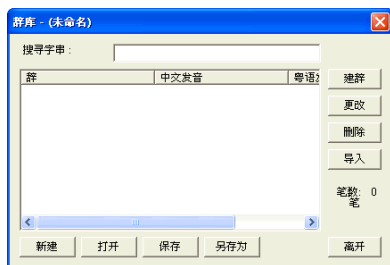 辞库 - (未命名)
搜寻字串:
辞 中文发音 粤语发
建辞
更改
删除
导入
笔数: 0
笔
新建 打开 保存 另存为 离开